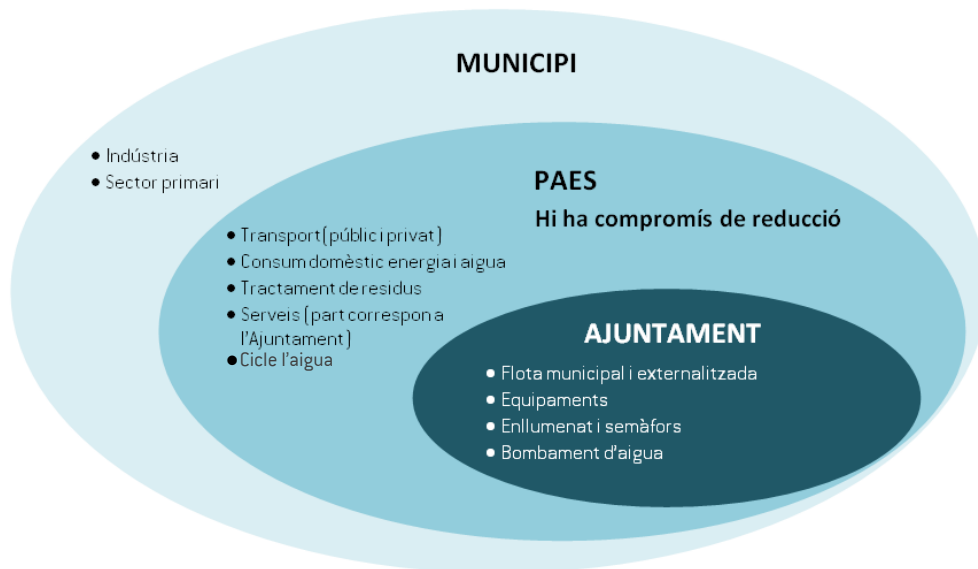 MUNICIPI
● Indústria
● Sector primari
PAES
Hi ha compromís de reducció
● Transport (públic i privat)
● Consum domèstic energia i aigua
● Tractament de residus
● Serveis (part correspon a
l'Ajuntament)
● Cicle l'aigua
AJUNTAMENT
● Flota municipal i externalitzada
● Equipaments
● Enllumenat i semàfors
● Bombament d'aigua